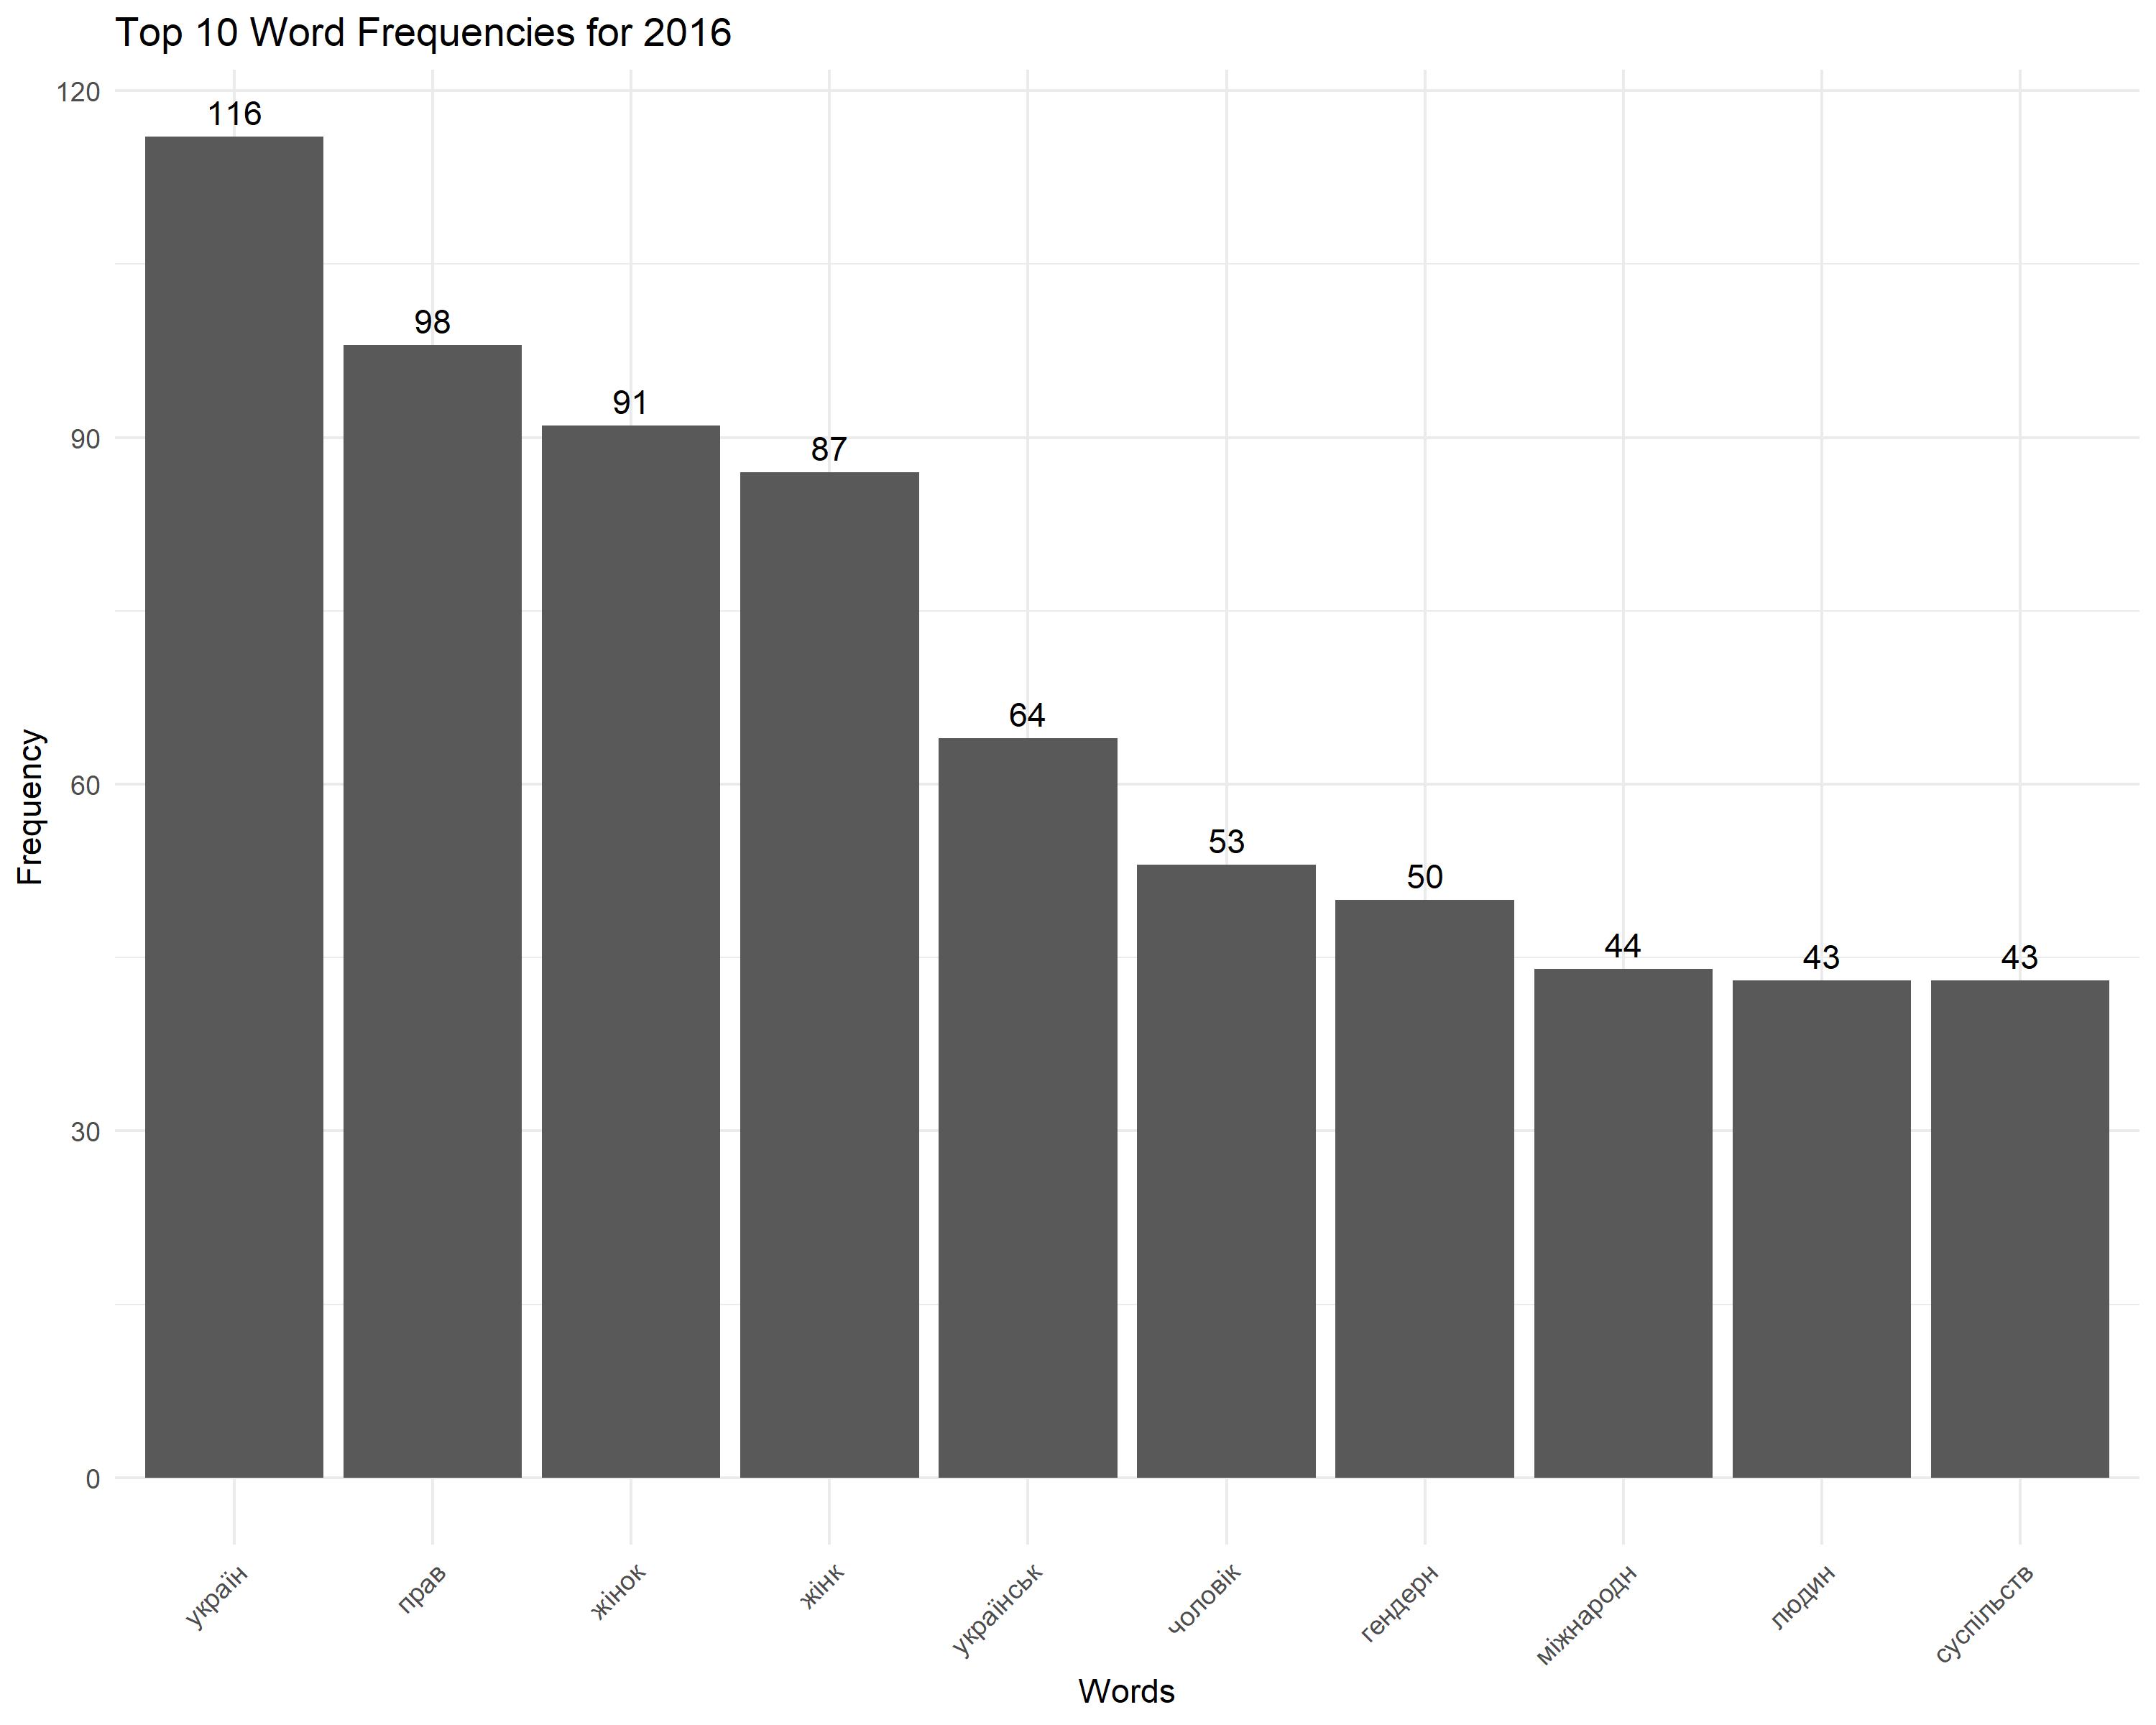 Top 10 Word Frequencies for 2016
120
90
60
30
0
Frequency
116
98
91
87
64
53
50
44
43
43
україн
прав
жінок
жінк
українськ
чоловік
гендерн
міжнародн
людин
суспільств
Words